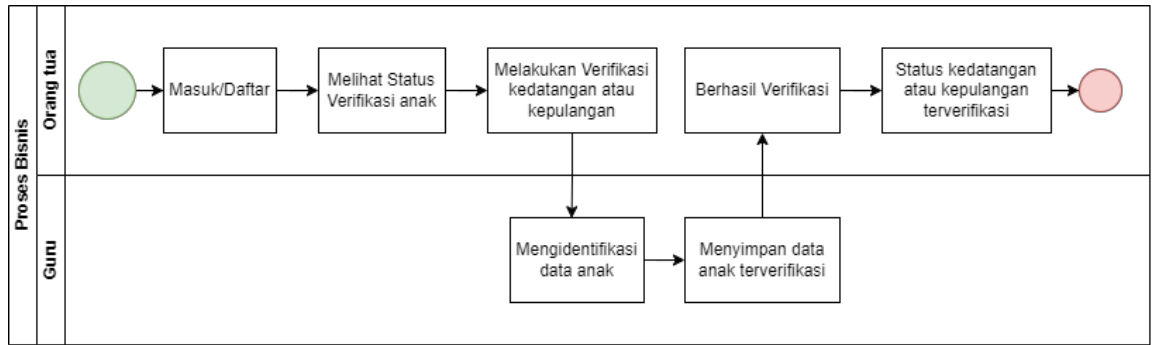 Proses Bisnis
Orang tua
Masuk/Daftar
Melihat Status
Verifikasi anak
Melakukan Verifikasi
kedatangan atau
kepulangan
Berhasil Verifikasi
Status kedatangan
atau kepulangan
terverifikasi
Guru
Mengidentifikasi
data anak
Menyimpan data
anak terverifikasi